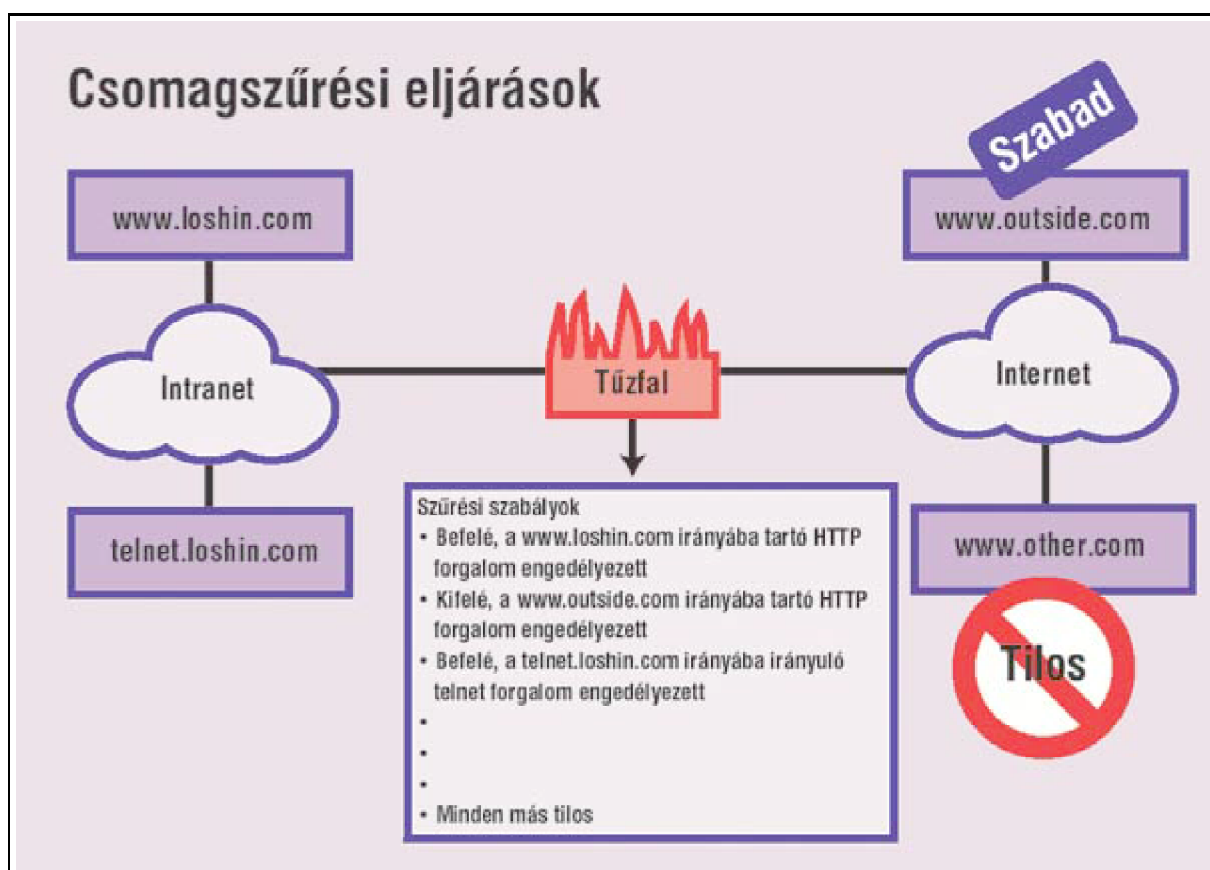 Csomagszűrési eljárások
Szabad
www.loshin.com
www.outside.com
Intranet
Tűzfal
Internet
telnet.loshin.com
www.other.com
Tilos
Szűrési szabályok
• Befelé, a www.loshin.com irányába tartó HTTP
forgalom engedélyezett
• Kifelé, a www.outside.com irányába tartó HTTP
forgalom engedélyezett
• Befelé, a telnet.loshin.com irányába irányuló
telnet forgalom engedélyezett
•
•
•
• Minden más tilos